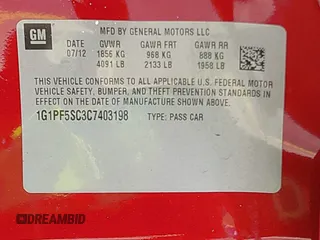 GM
MFD BY GENERAL MOTORS LLC
DATE GVWR GAWR FRT GAWR RR
07/12 1856 KG 968 KG 888 KG
4091 LB 2133 LB 1958 LB
THIS VEHICLE CONFORMS TO ALL APPLICABLE U.S. FEDERAL MOTOR
VEHICLE SAFETY, BUMPER, AND THEFT PREVENTION STANDARDS IN
EFFECT ON THE DATE OF MANUFACTURE SHOWN ABOVE.
1G1PF5SC3C7403198 TYPE: PASS CAR
DREAMBID